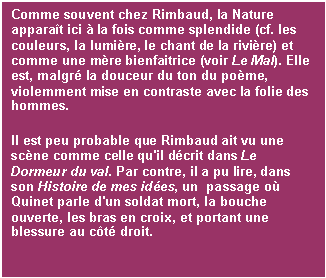 Comme souvent chez Rimbaud, la Nature
apparaît ici à la fois comme splendide (cf. les
couleurs, la lumière, le chant de la rivière) et
comme une mère bienfaitrice (voir Le Mal). Elle
est, malgré la douceur du ton du poème,
violemment mise en contraste avec la folie des
hommes.
Il est peu probable que Rimbaud ait vu une
scène comme celle qu'il décrit dans Le
Dormeur du val. Par contre, il a pu lire, dans
son Histoire de mes idées, un passage où
Quinet parle d'un soldat mort, la bouche
ouverte, les bras en croix, et portant une
blessure au côté droit.